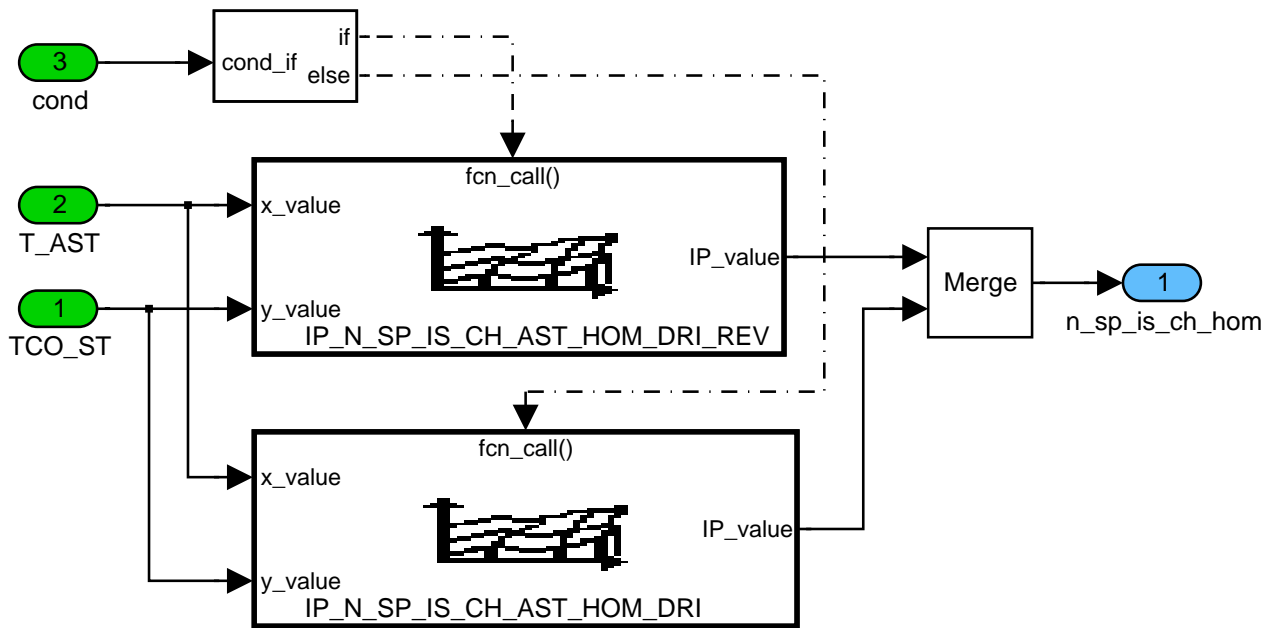 if
3
cond_if
else
cond
fcn_call()
2
x_value
T_AST
IP_value
Merge
1
1
y_value
n_sp_is_ch_hom
TCO_ST
IP_N_SP_IS_CH_AST_HOM_DRI_REV
fcn_call()
x_value
IP_value
y_value
IP_N_SP_IS_CH_AST_HOM_DRI